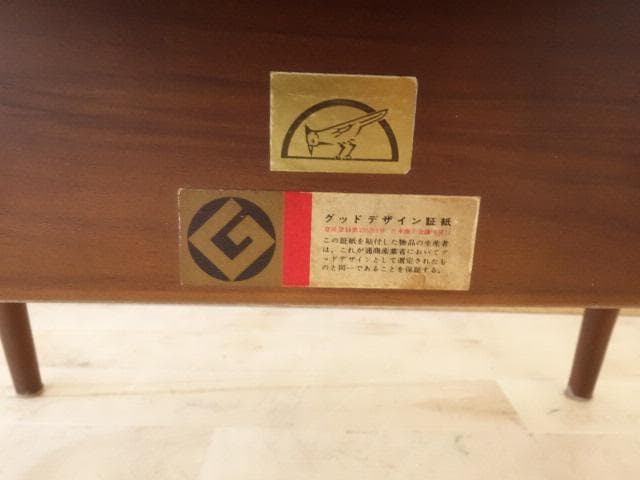 G
グッドデザイン証紙
この証紙を貼付した物品の生産者
は、これが通商産業省においてグ
ッドデザインとして選定されたも
のと同一であることを保証する。